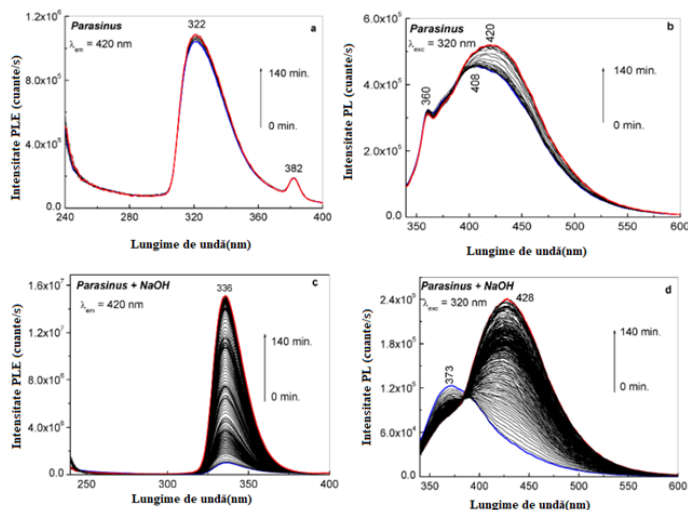 Parasinus
a
λem = 420 nm
322
140 min.
0 min.
382
1.2x10⁶
8.0x10⁵
4.0x10⁵
0.0
240 280 320 360 400
Intensitate PLE (cuante/s)
Lungime de undă(nm)
Parasinus
b
λexc = 320 nm
420
408
360
140 min.
0 min.
6.0x10⁵
5.0x10⁵
4.0x10⁵
2.0x10⁵
0.0
400 450 500 550 600
Intensitate PL (cuante/s)
Lungime de undă(nm)
Parasinus + NaOH
c
λem = 420 nm
336
140 min.
0 min.
1.6x10⁷
1.2x10⁷
8.0x10⁶
4.0x10⁶
0.0
250 300 350 400
Intensitate PLE (cuante/s)
Lungime de undă(nm)
Parasinus + NaOH
d
λexc = 320 nm
428
373
140 min.
0 min.
2.4x10⁵
1.8x10⁵
1.2x10⁵
6.0x10⁴
0.0
350 400 450 500 550 600
Intensitate PL (cuante/s)
Lungime de undă(nm)